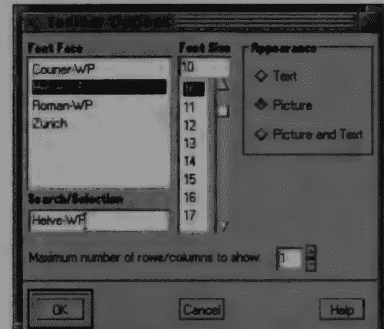 Font Face
Font Size
Appearance
Courier-WP
Roman-WP
Zurich
10
11
12
13
14
15
16
17
Text
Picture
Picture and Text
Search/Selection
Helve-WP
Maximum number of rows/columns to show:
1
OK
Cancel
Help